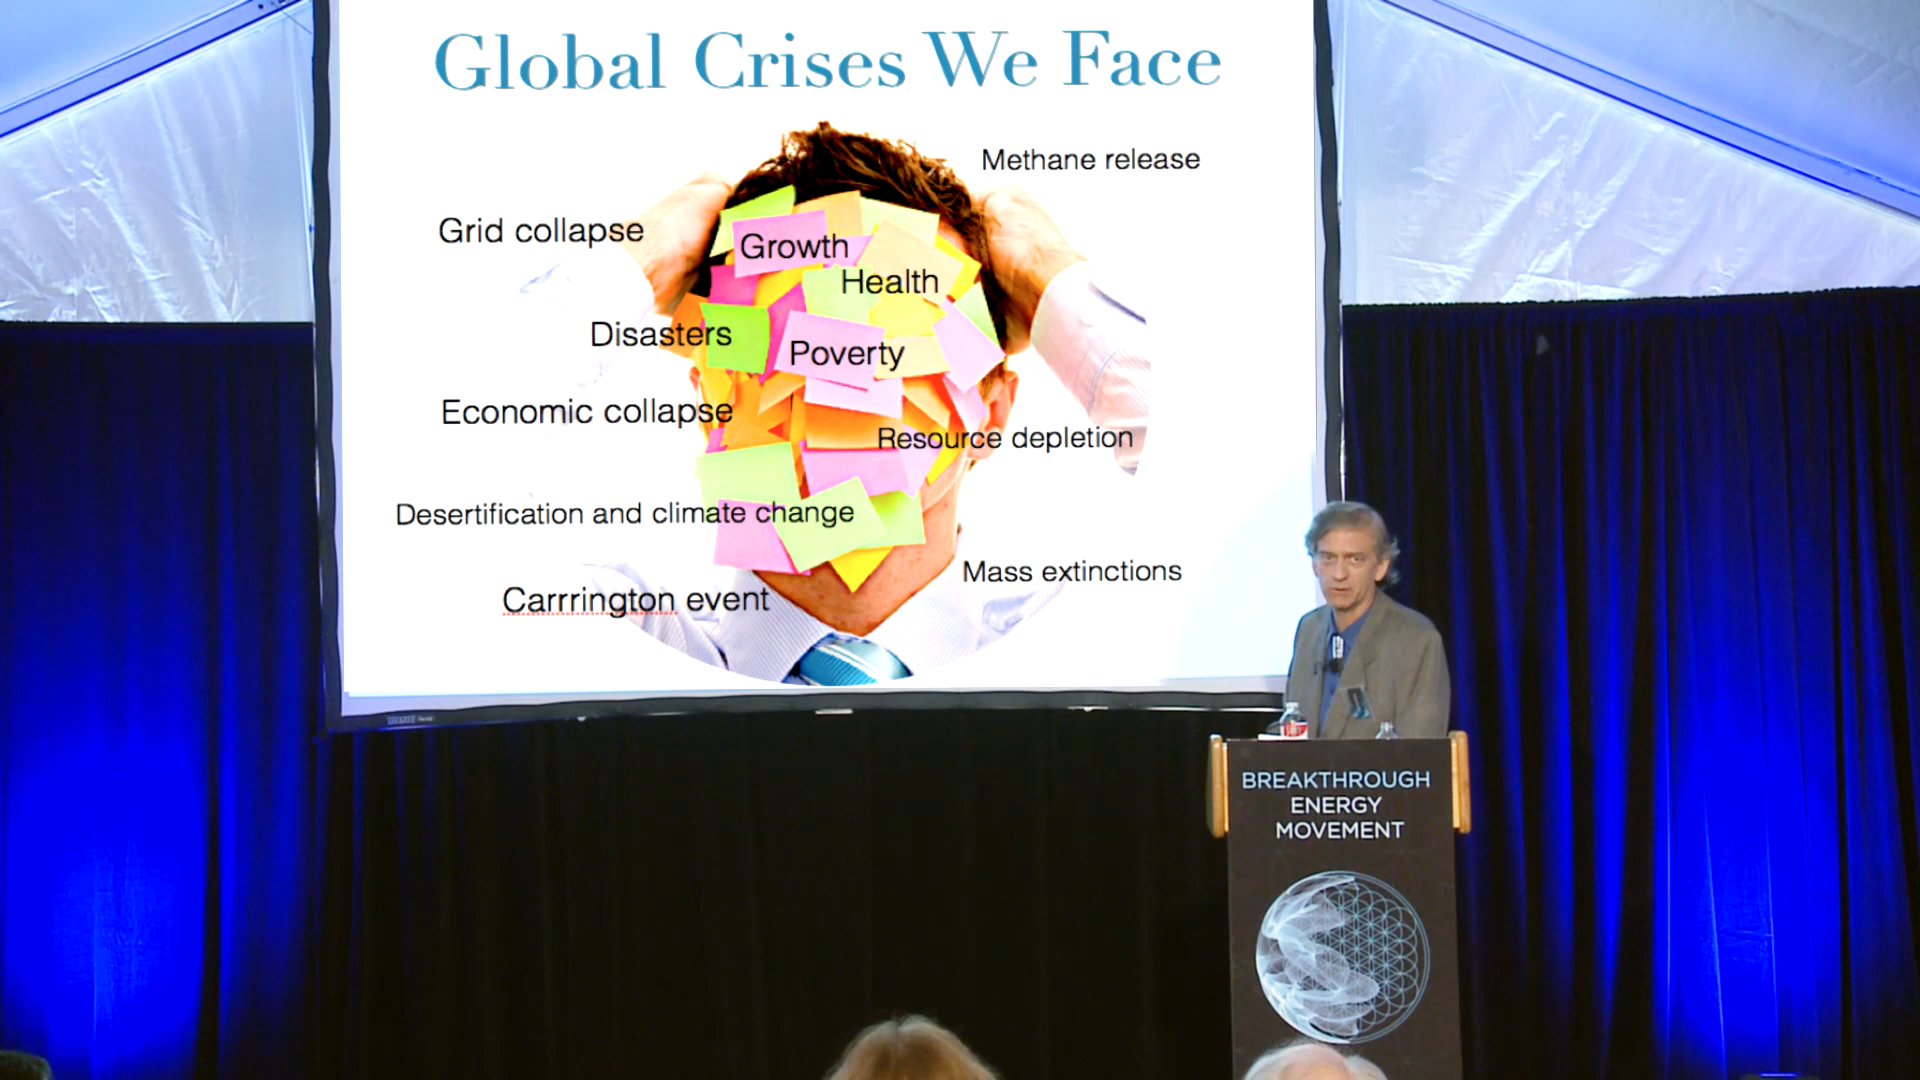 Global Crises We Face
Methane release
Grid collapse
Growth
Health
Disasters
Poverty
Economic collapse
Resource depletion
Desertification and climate change
Mass extinctions
Carrrington event
BREAKTHROUGH
ENERGY
MOVEMENT